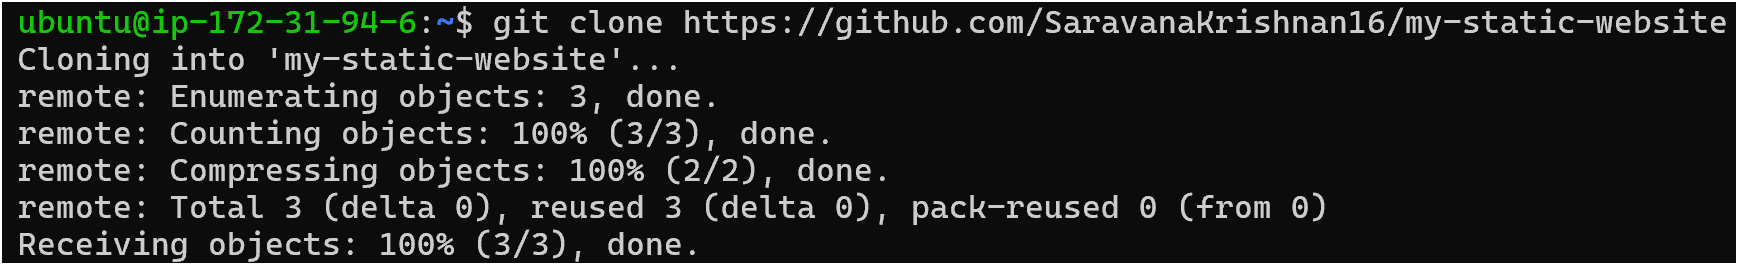 ubuntu@ip-172-31-94-6:~$ git clone https://github.com/SaravanaKrishnan16/my-static-website
Cloning into 'my-static-website'...
remote: Enumerating objects: 3, done.
remote: Counting objects: 100% (3/3), done.
remote: Compressing objects: 100% (2/2), done.
remote: Total 3 (delta 0), reused 3 (delta 0), pack-reused 0 (from 0)
Receiving objects: 100% (3/3), done.